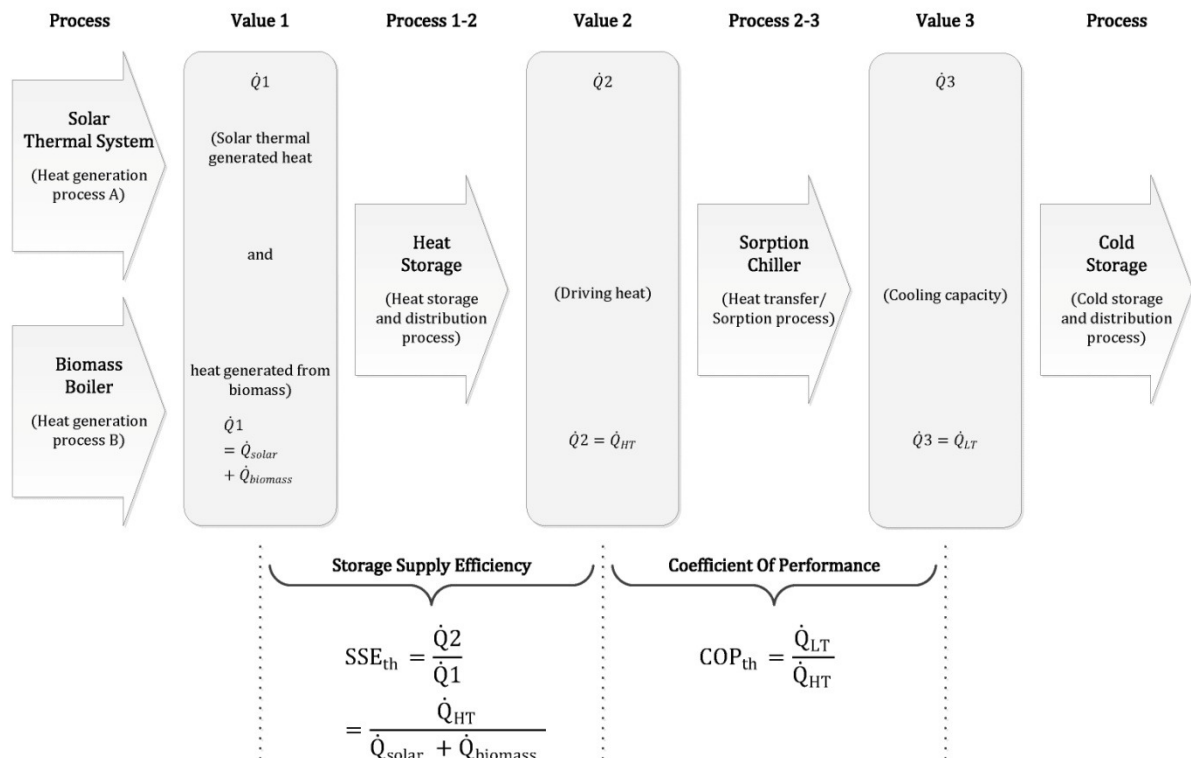 Process
Value 1
Process 1-2
Value 2
Process 2-3
Value 3
Process
Solar
Thermal System
(Heat generation
process A)
Biomass
Boiler
(Heat generation
process B)
Q̇1
(Solar thermal
generated heat
and
heat generated from
biomass)
Q̇1
= Q̇solar
+ Q̇biomass
Heat
Storage
(Heat storage
and distribution
process)
Q̇2
(Driving heat)
Q̇2 = Q̇HT
Sorption
Chiller
(Heat transfer/
Sorption process)
Q̇3
(Cooling capacity)
Q̇3 = Q̇LT
Cold
Storage
(Cold storage
and distribution
process)
Storage Supply Efficiency
SSEth = Q̇2 / Q̇1
= Q̇HT / Q̇solar + Q̇biomass
Coefficient Of Performance
COPth = Q̇LT / Q̇HT